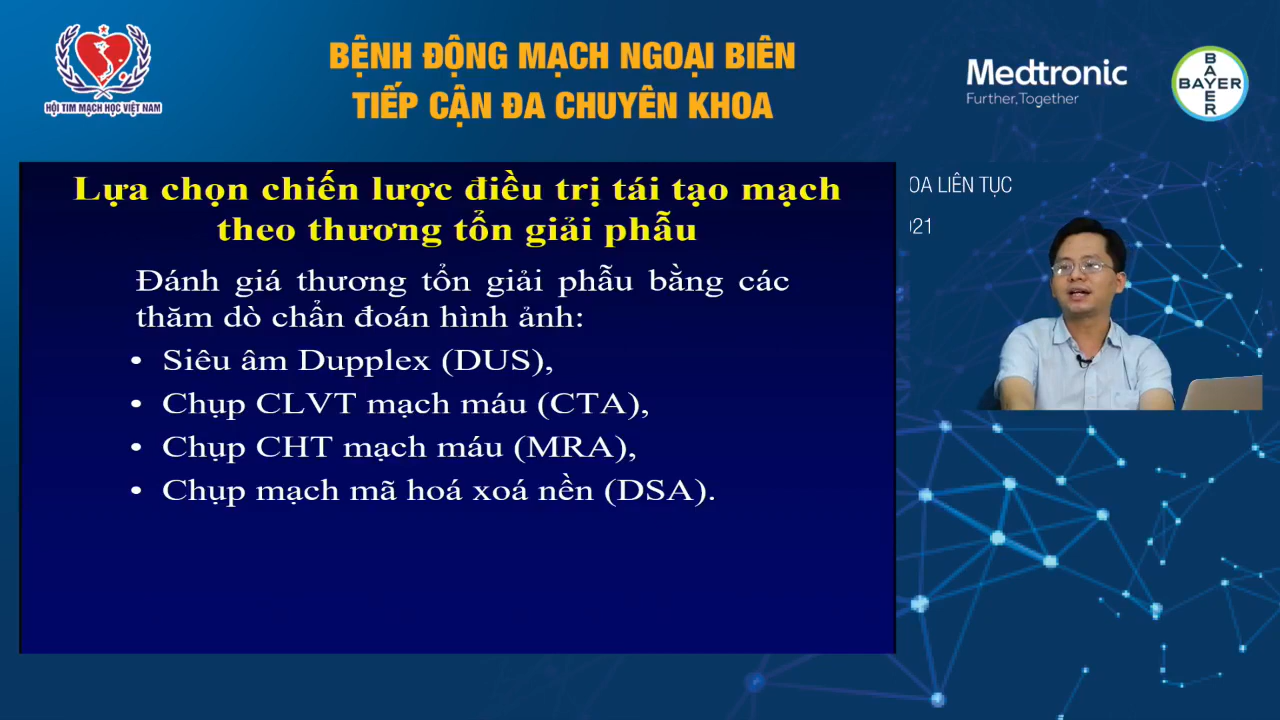 HỘI TIM MẠCH HỌC VIỆT NAM
BỆNH ĐỘNG MẠCH NGOẠI BIÊN
TIẾP CẬN ĐA CHUYÊN KHOA
Medtronic
Further, Together
BAYER
BAYER
Lựa chọn chiến lược điều trị tái tạo mạch
theo thương tổn giải phẫu
Đánh giá thương tổn giải phẫu bằng các
thăm dò chẩn đoán hình ảnh:
• Siêu âm Dupplex (DUS),
• Chụp CLVT mạch máu (CTA),
• Chụp CHT mạch máu (MRA),
• Chụp mạch mã hoá xoá nền (DSA).
OA LIÊN TỤC
021